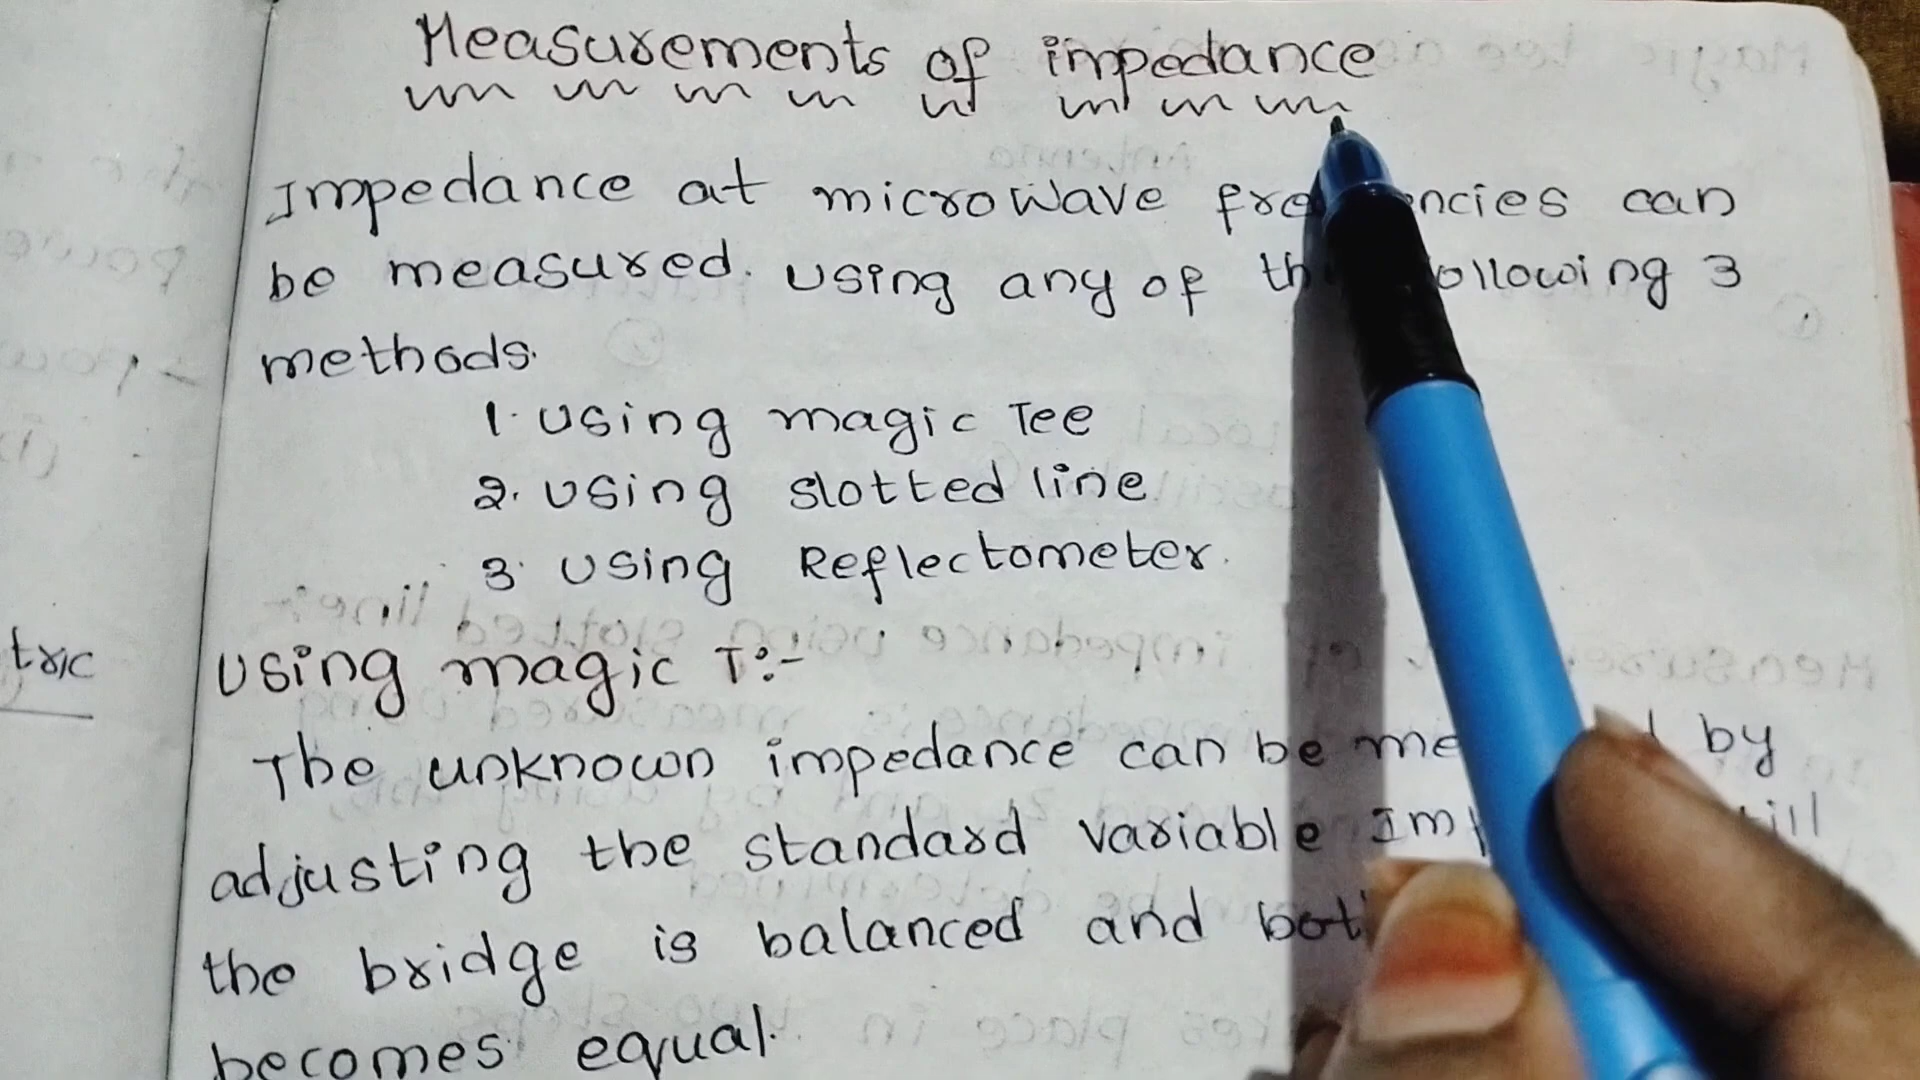 Measurements of impedance
Impedance at microwave can
be measured. using any of 3
methods.
1. Using magic Tee
2. Using slotted line
3. Using Reflectometer.
tric
Using magic T:-
The unknown impedance can be by
adjusting the standard variable till
the bridge is balanced and
becomes equal.